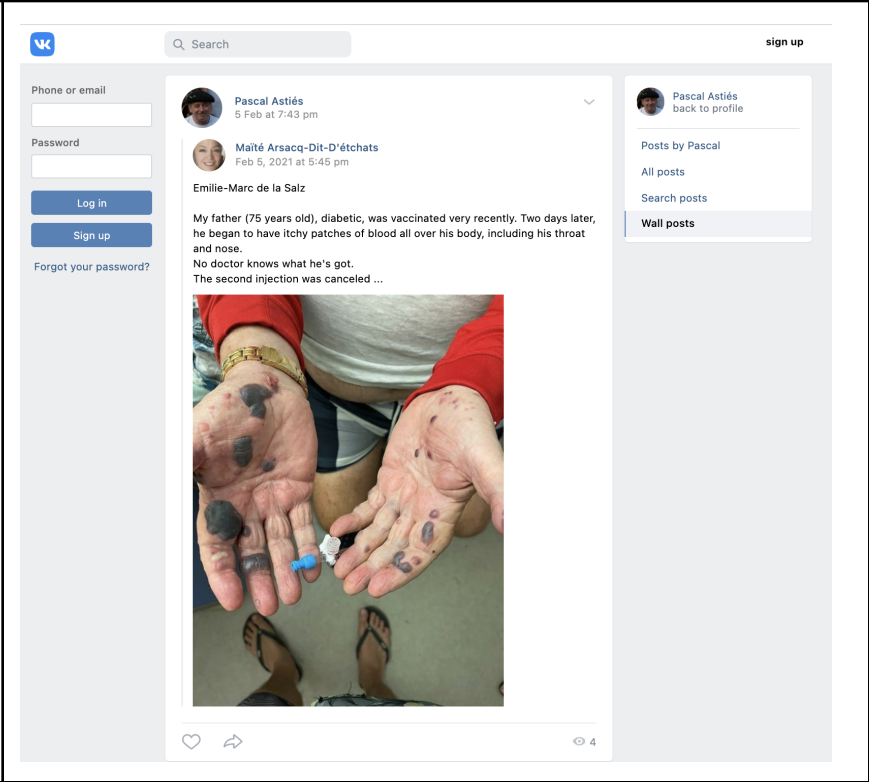 VK
Search
sign up
Phone or email
Password
Log in
Sign up
Forgot your password?
Pascal Astiés
5 Feb at 7:43 pm
Maïté Arsacq-Dit-D'étchats
Feb 5, 2021 at 5:45 pm
Emilie-Marc de la Salz
My father (75 years old), diabetic, was vaccinated very recently. Two days later,
he began to have itchy patches of blood all over his body, including his throat
and nose.
No doctor knows what he's got.
The second injection was canceled ...
4
Pascal Astiés
back to profile
Posts by Pascal
All posts
Search posts
Wall posts